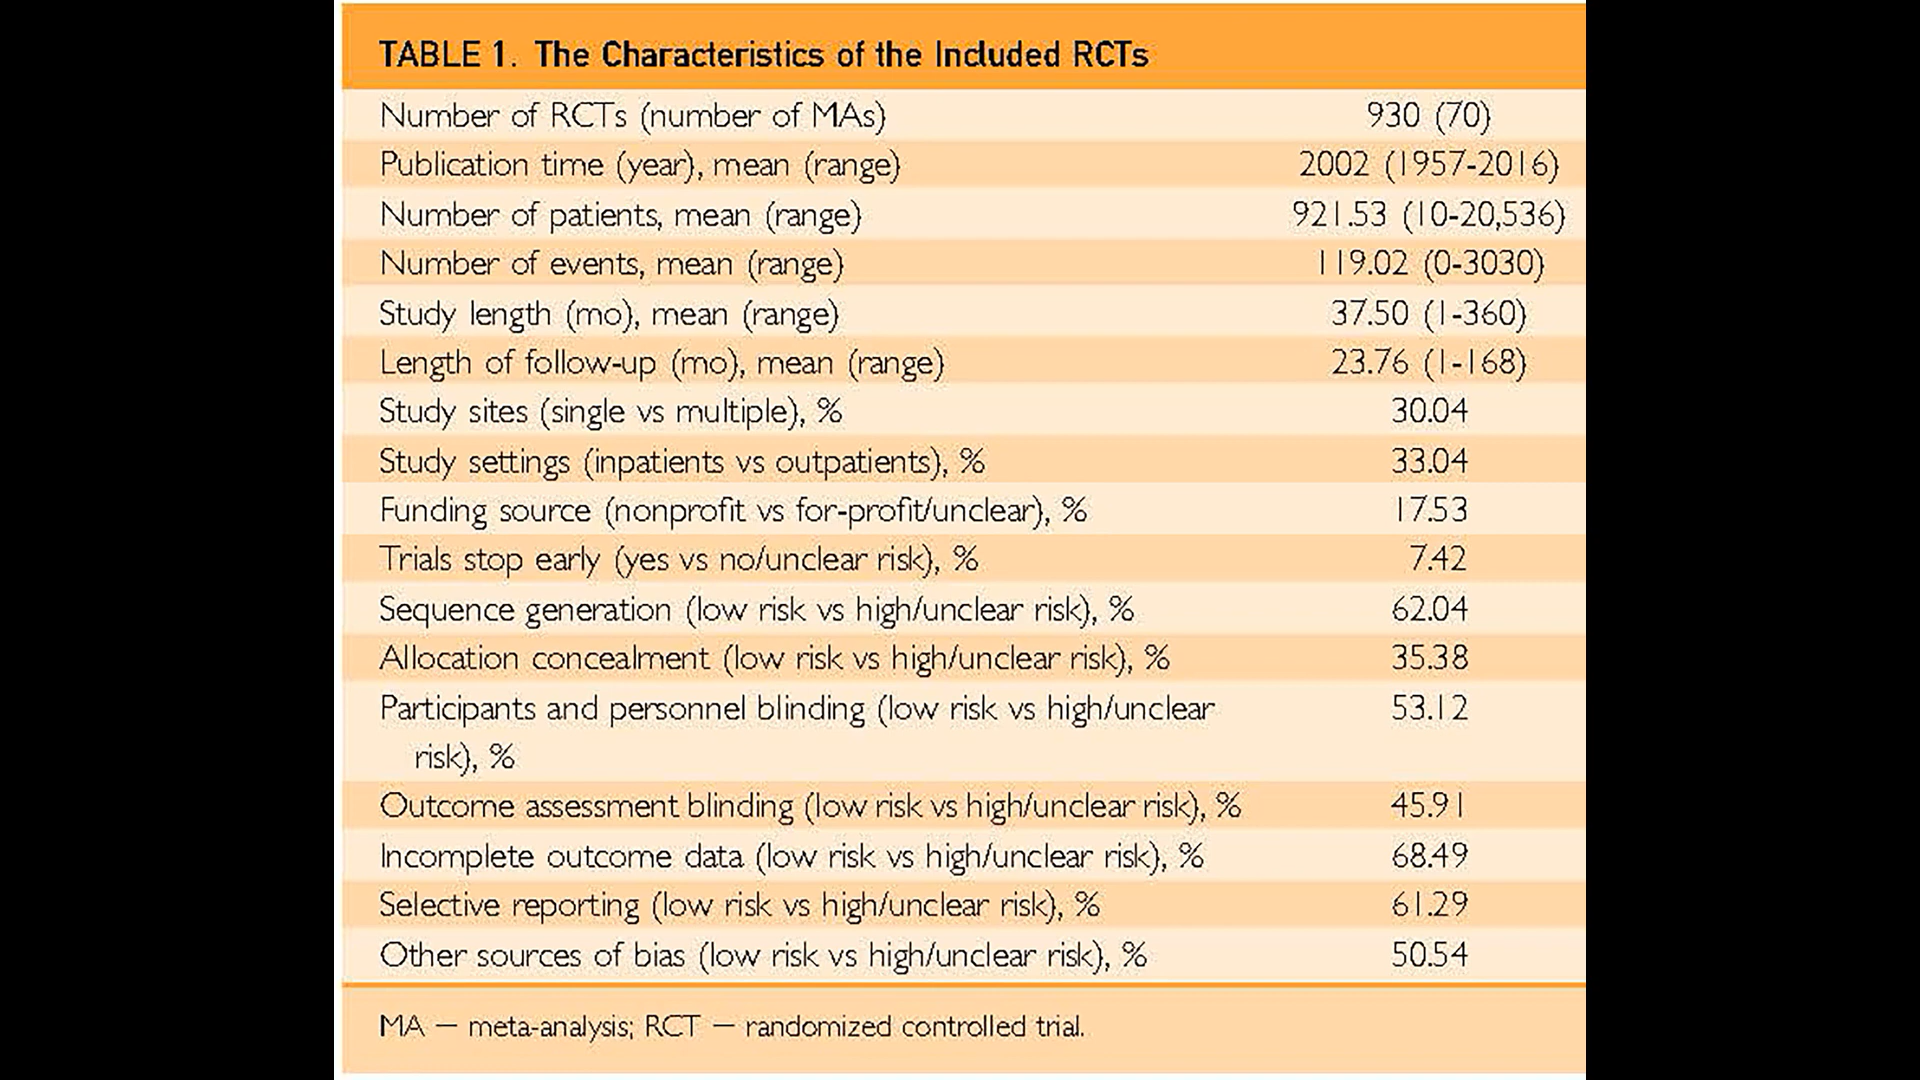 TABLE 1. The Characteristics of the Included RCTs
Number of RCTs (number of MAs) 930 (70)
Publication time (year), mean (range) 2002 (1957-2016)
Number of patients, mean (range) 921.53 (10-20,536)
Number of events, mean (range) 119.02 (0-3030)
Study length (mo), mean (range) 37.50 (1-360)
Length of follow-up (mo), mean (range) 23.76 (1-168)
Study sites (single vs multiple), % 30.04
Study settings (inpatients vs outpatients), % 33.04
Funding source (nonprofit vs for-profit/unclear), % 17.53
Trials stop early (yes vs no/unclear risk), % 7.42
Sequence generation (low risk vs high/unclear risk), % 62.04
Allocation concealment (low risk vs high/unclear risk), % 35.38
Participants and personnel blinding (low risk vs high/unclear 53.12
risk), %
Outcome assessment blinding (low risk vs high/unclear risk), % 45.91
Incomplete outcome data (low risk vs high/unclear risk), % 68.49
Selective reporting (low risk vs high/unclear risk), % 61.29
Other sources of bias (low risk vs high/unclear risk), % 50.54
MA — meta-analysis; RCT — randomized controlled trial.